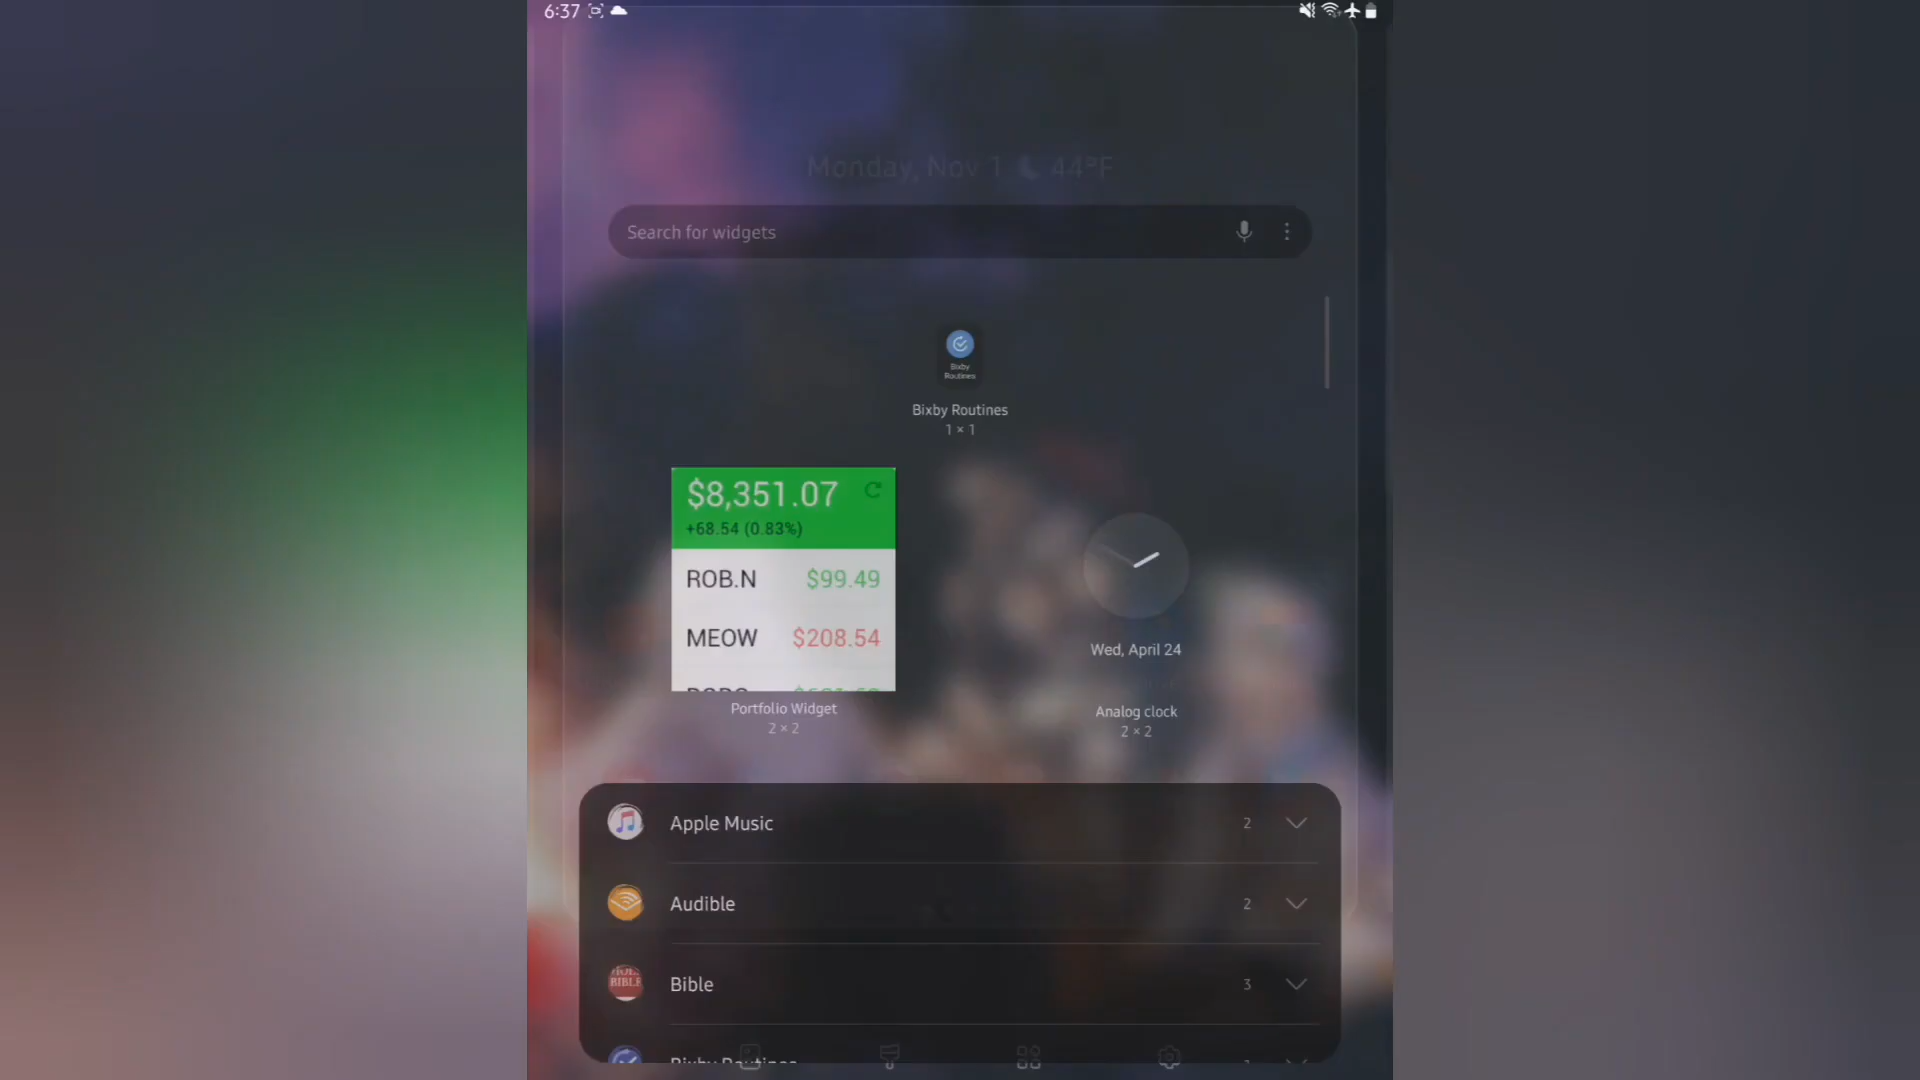 6:37
Monday, Nov 1 44°F
Search for widgets
Bixby
Routines
Bixby Routines
1 × 1
$8,351.07
+68.54 (0.83%)
ROB.N $99.49
MEOW $208.54
Portfolio Widget
2 × 2
Wed, April 24
Analog clock
2 × 2
Apple Music 2
Audible 2
HOLY
BIBLE
Bible 3
Bixby Routines